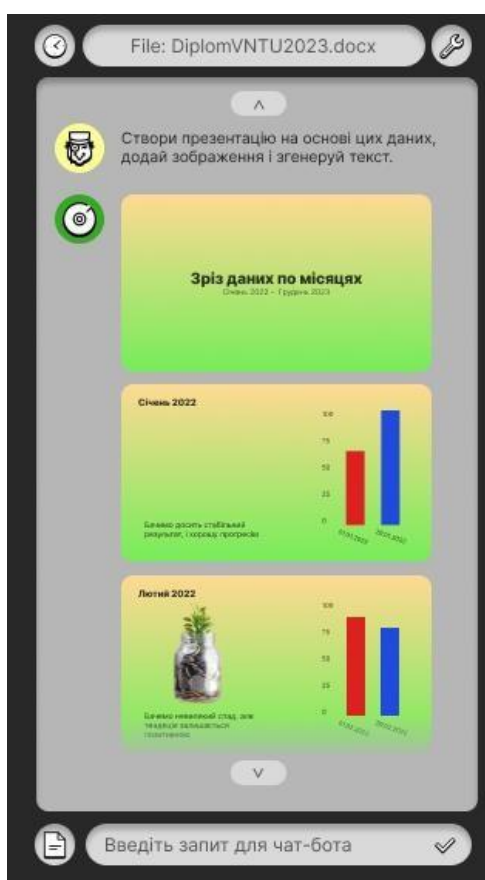 File: DiplomVNTU2023.docx
Створи презентацію на основі цих даних,
додай зображення і згенеруй текст.
Зріз даних по місяцях
Січень 2022 – Грудень 2023
Січень 2022
100
75
50
25
0
Бачимо досить стабільний
результат, і хорошу прогресію
Лютий 2022
100
75
50
25
0
Бачимо невеликий спад, але
тенденція залишається
позитивною
Введіть запит для чат-бота